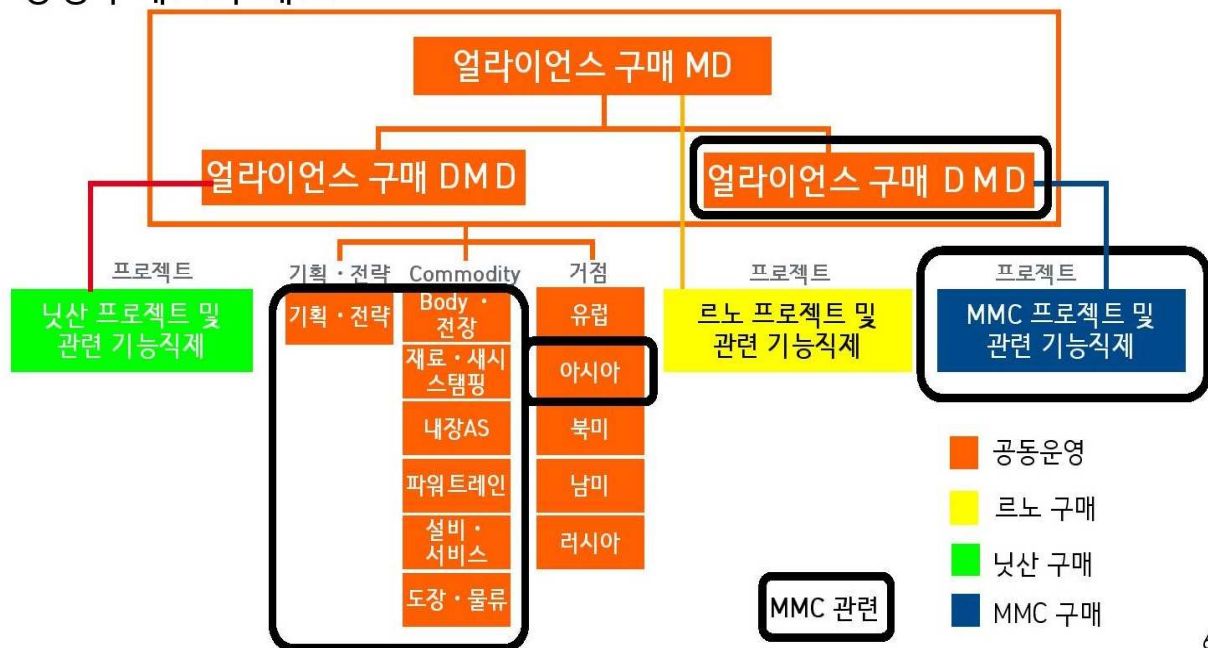 얼라이언스 구매 MD
얼라이언스 구매 DMD
얼라이언스 구매 DMD
프로젝트
닛산 프로젝트 및
관련 기능직제
기획・전략
기획・전략
Commodity
Body・
전장
재료・새시
스탬핑
내장AS
파워트레인
설비・
서비스
도장・물류
거점
유럽
아시아
북미
남미
러시아
프로젝트
르노 프로젝트 및
관련 기능직제
프로젝트
MMC 프로젝트 및
관련 기능직제
공동운영
르노 구매
닛산 구매
MMC 구매
MMC 관련